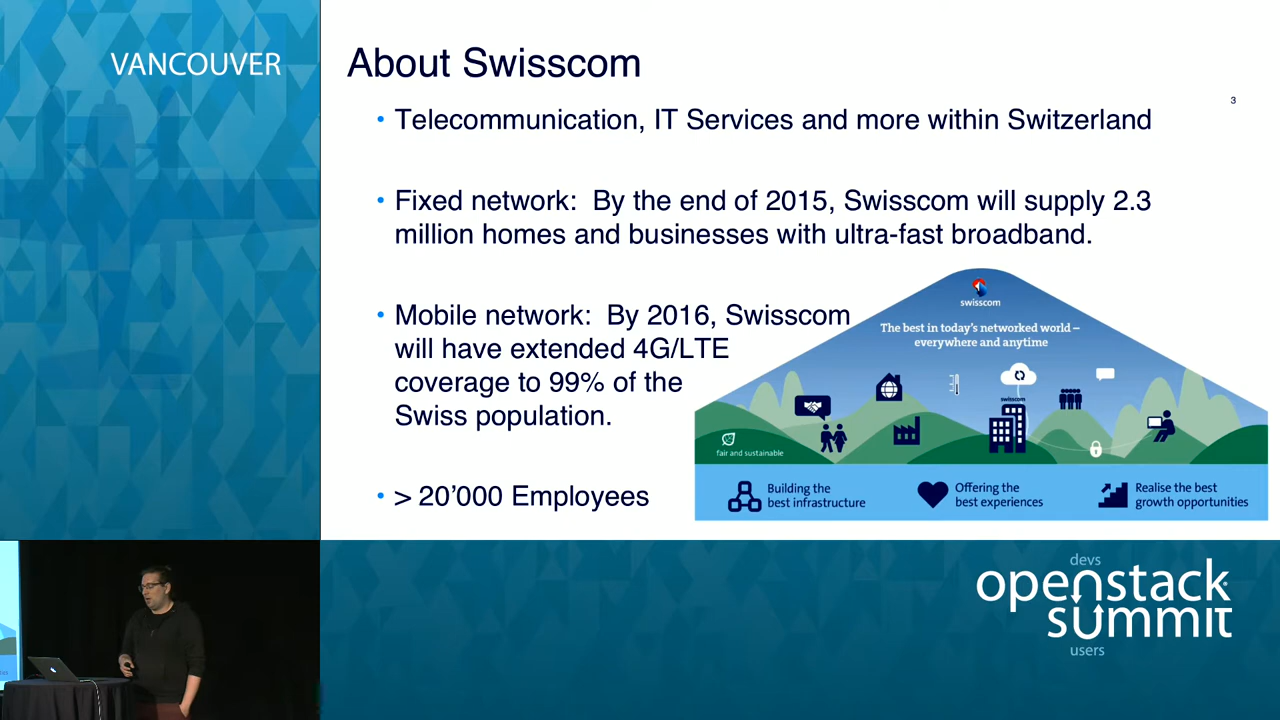 VANCOUVER
About Swisscom
3
• Telecommunication, IT Services and more within Switzerland
• Fixed network:  By the end of 2015, Swisscom will supply 2.3
million homes and businesses with ultra-fast broadband.
• Mobile network:  By 2016, Swisscom
will have extended 4G/LTE
coverage to 99% of the
Swiss population.
• > 20’000 Employees
swisscom
The best in today’s networked world –
everywhere and anytime
swisscom
fair and sustainable
Building the
best infrastructure
Offering the
best experiences
Realise the best
growth opportunities
devs
openstack
summit
users